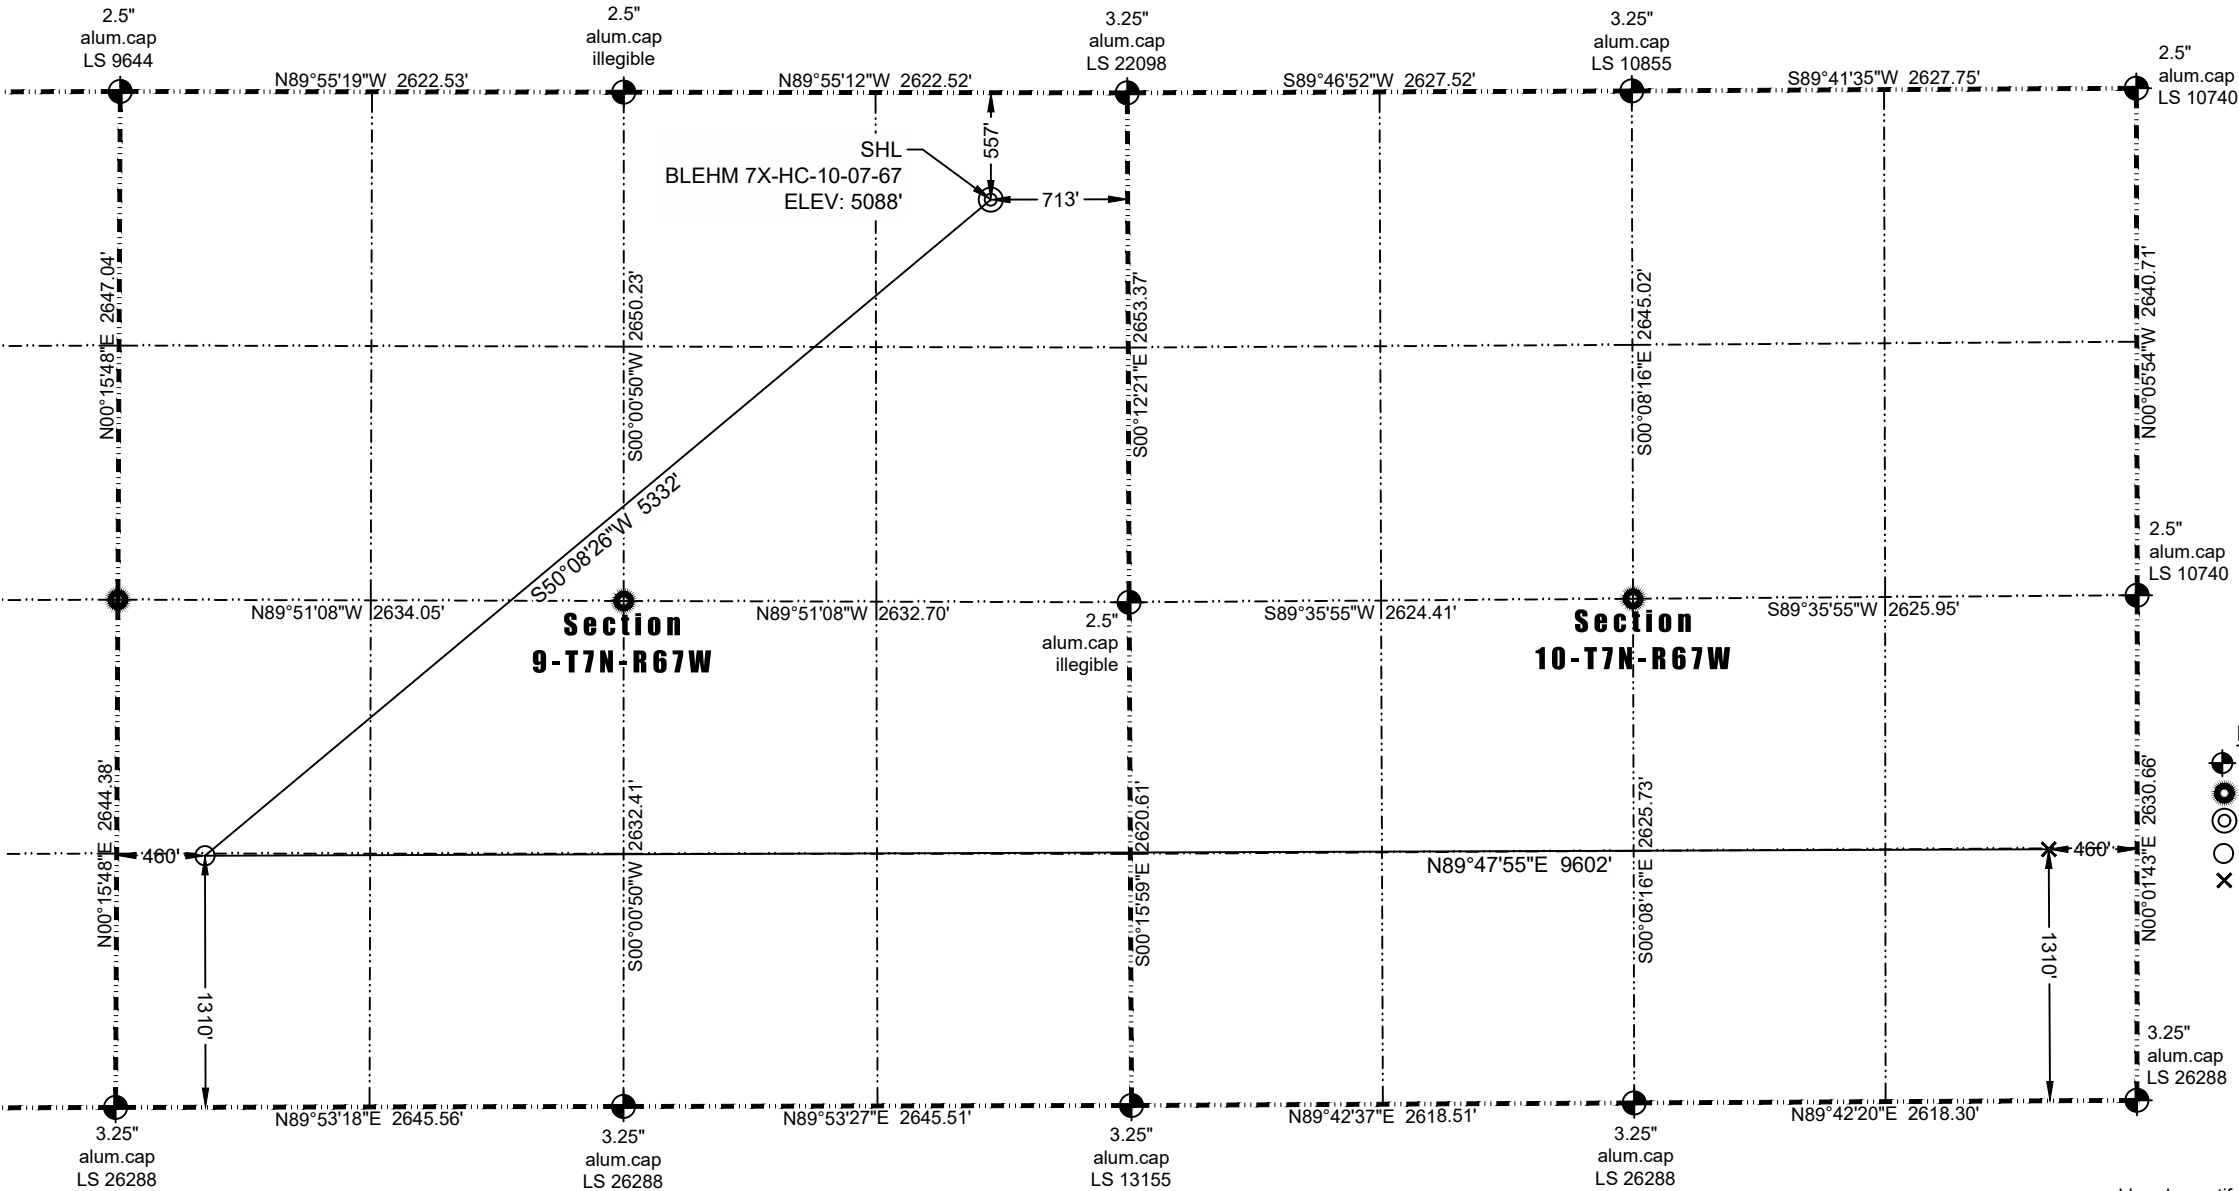 2.5"
alum.cap
LS 9644
2.5"
alum.cap
illegible
3.25"
alum.cap
LS 22098
3.25"
alum.cap
LS 10855
2.5"
alum.cap
LS 10740
N89°55'19"W 2622.53'
N89°55'12"W 2622.52'
S89°46'52"W 2627.52'
S89°41'35"W 2627.75'
SHL
BLEHM 7X-HC-10-07-67
ELEV: 5088'
557'
713'
N00°15'48"E 2647.04'
S00°00'50"W 2650.23'
S00°12'21"E 2653.37'
S00°08'16"E 2645.02'
N00°05'54"W 2640.71'
S50°08'26"W 5332'
2.5"
alum.cap
LS 10740
N89°51'08"W 2634.05'
N89°51'08"W 2632.70'
S89°35'55"W 2624.41'
S89°35'55"W 2625.95'
Section
9-T7N-R67W
2.5"
alum.cap
illegible
Section
10-T7N-R67W
N00°15'48"E 2644.38'
S00°00'50"W 2632.41'
S00°15'59"E 2620.61'
S00°08'16"E 2625.73'
N00°01'43"E 2630.66'
460'
N89°47'55"E 9602'
460'
1310'
1310'
3.25"
alum.cap
LS 26288
N89°53'18"E 2645.56'
N89°53'27"E 2645.51'
N89°42'37"E 2618.51'
N89°42'20"E 2618.30'
3.25"
alum.cap
LS 26288
3.25"
alum.cap
LS 26288
3.25"
alum.cap
LS 13155
3.25"
alum.cap
LS 26288